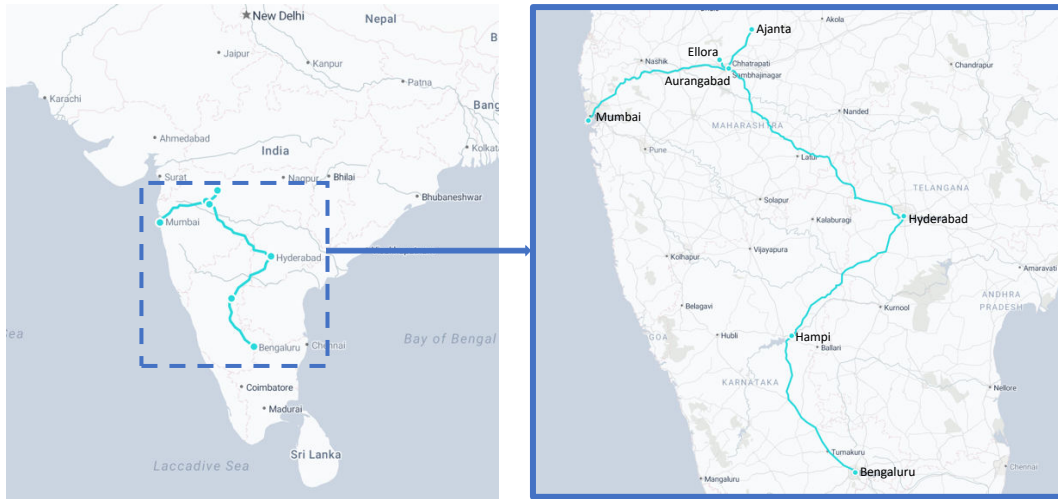 New Delhi
Nepal
B
Jaipur
Kanpur
Patna
Karachi
Bang
Ahmedabad
Kolkata
India
Surat
Nagpur
Bhilai
Bhubaneshwar
Mumbai
Hyderabad
ea
Bay of Bengal
Bengaluru
Chennai
Coimbatore
Madurai
Sri Lanka
Laccadive Sea
Akola
Ajanta
Ellora
Nashik
Chhatrapati
Sambhajinagar
Chandrapur
Aurangabad
Mumbai
Nanded
MAHARASHTRA
Pune
Latur
TELANGANA
Solapur
Kalaburagi
Hyderabad
Vijayapura
Kolhapur
Amaravati
Belagavi
Kurnool
ANDHRA
PRADESH
Hubli
Hampi
GOA
Ballari
KARNATAKA
Nellore
Tumakuru
Bengaluru
Chennai
Mangaluru